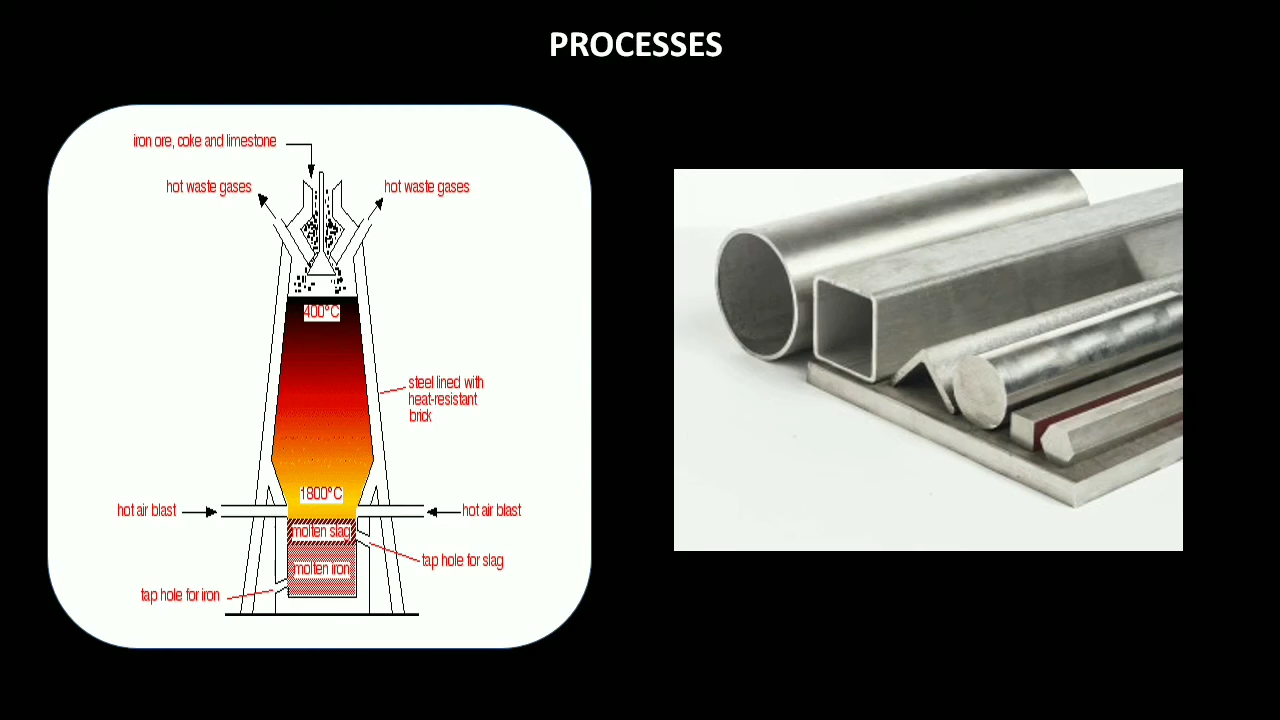 PROCESSES
iron ore, coke and limestone
hot waste gases
hot waste gases
400°C
steel lined with
heat-resistant
brick
1800°C
hot air blast
hot air blast
molten slag
tap hole for slag
molten iron
tap hole for iron